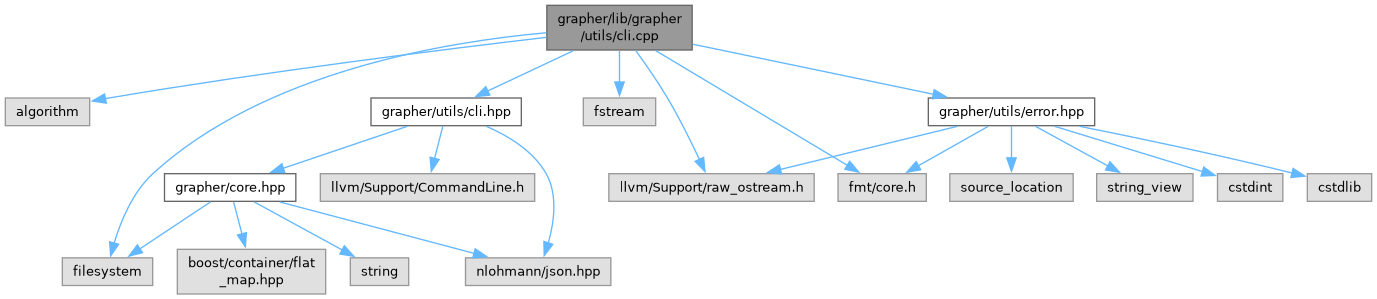 grapher/lib/grapher
/utils/cli.cpp
algorithm
grapher/utils/cli.hpp
fstream
grapher/utils/error.hpp
grapher/core.hpp
llvm/Support/CommandLine.h
llvm/Support/raw_ostream.h
fmt/core.h
source_location
string_view
cstdint
cstdlib
filesystem
boost/container/flat
_map.hpp
string
nlohmann/json.hpp